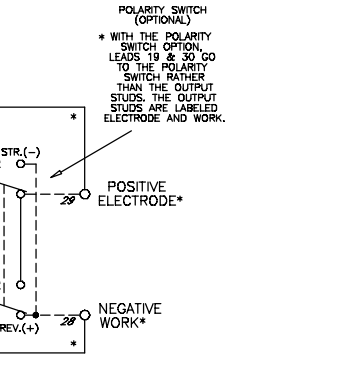 POLARITY SWITCH
(OPTIONAL)
* WITH THE POLARITY
SWITCH OPTION,
LEADS 19 & 30 GO
TO THE POLARITY
SWITCH RATHER
THAN THE OUTPUT
STUDS. THE OUTPUT
STUDS ARE LABELED
ELECTRODE AND WORK.
*
STR.(-)
POSITIVE
ELECTRODE*
29
NEGATIVE
WORK*
28
REV.(+)
*